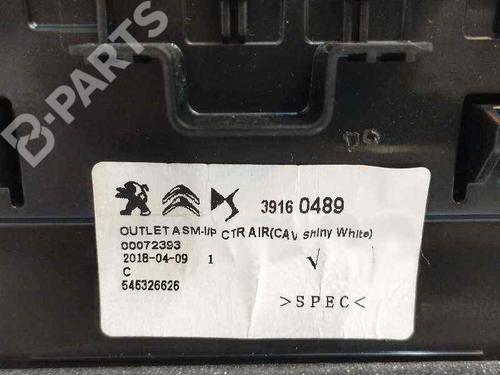 3916 0489
OUTLET ASM-I/P CTR AIR(CAV shiny White)
00072393
2018-04-09 1
C
545326626
>SPEC<
B-PARTS